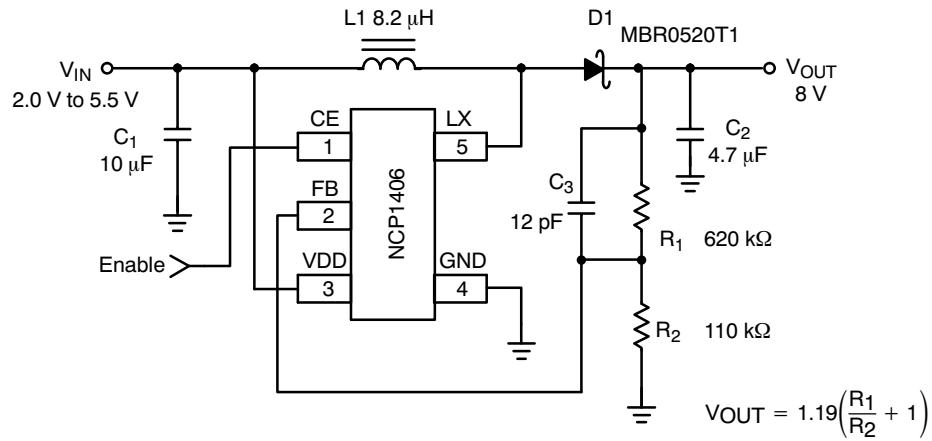 L1 8.2 μH
D1
MBR0520T1
VIN
2.0 V to 5.5 V
VOUT
8 V
C1
10 μF
CE
1
LX
5
C2
4.7 μF
FB
2
C3
12 pF
NCP1406
R1 620 kΩ
Enable
VDD
3
GND
4
R2 110 kΩ
VOUT = 1.19(R1/R2 + 1)